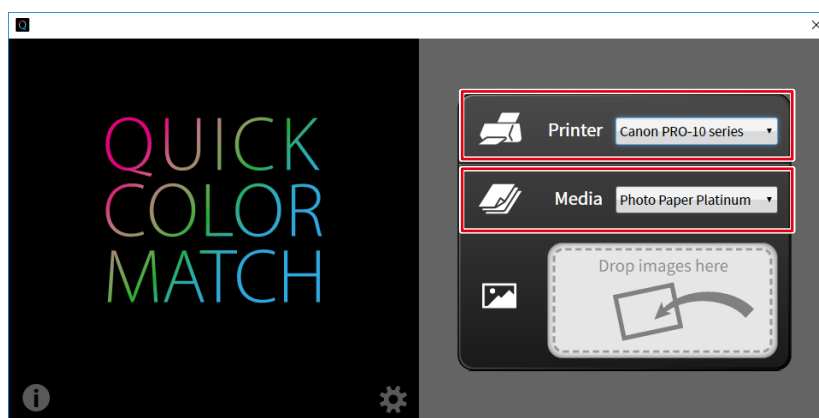 Q
QUICK
COLOR
MATCH
Printer Canon PRO-10 series
Media Photo Paper Platinum
Drop images here